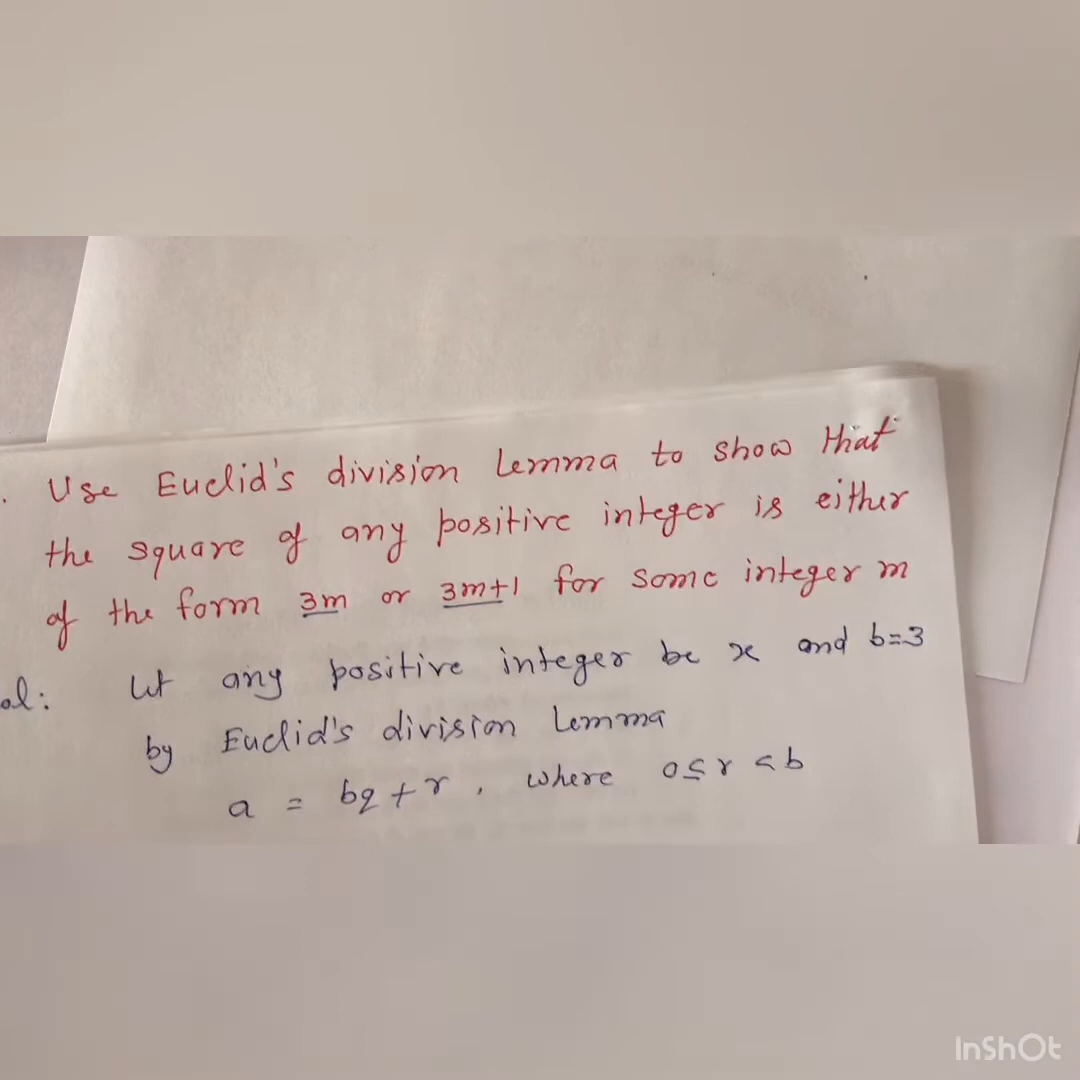 . Use Euclid's division Lemma to show that
the square of any positive integer is either
of the form 3m or 3m+1 for some integer m
ol: Let any positive integer be x and b=3
by Euclid's division Lemma
a = bq + r, where 0≤r<b
InShOt